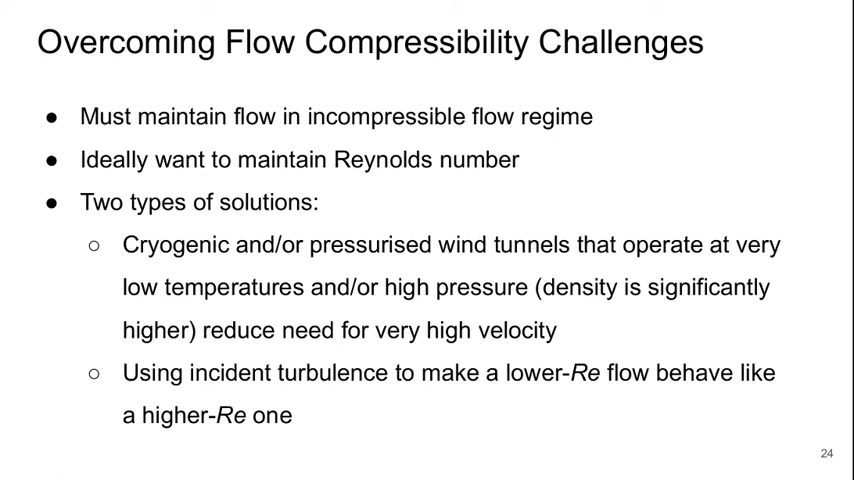 Overcoming Flow Compressibility Challenges
● Must maintain flow in incompressible flow regime
● Ideally want to maintain Reynolds number
● Two types of solutions:
○ Cryogenic and/or pressurised wind tunnels that operate at very
low temperatures and/or high pressure (density is significantly
higher) reduce need for very high velocity
○ Using incident turbulence to make a lower-Re flow behave like
a higher-Re one
24